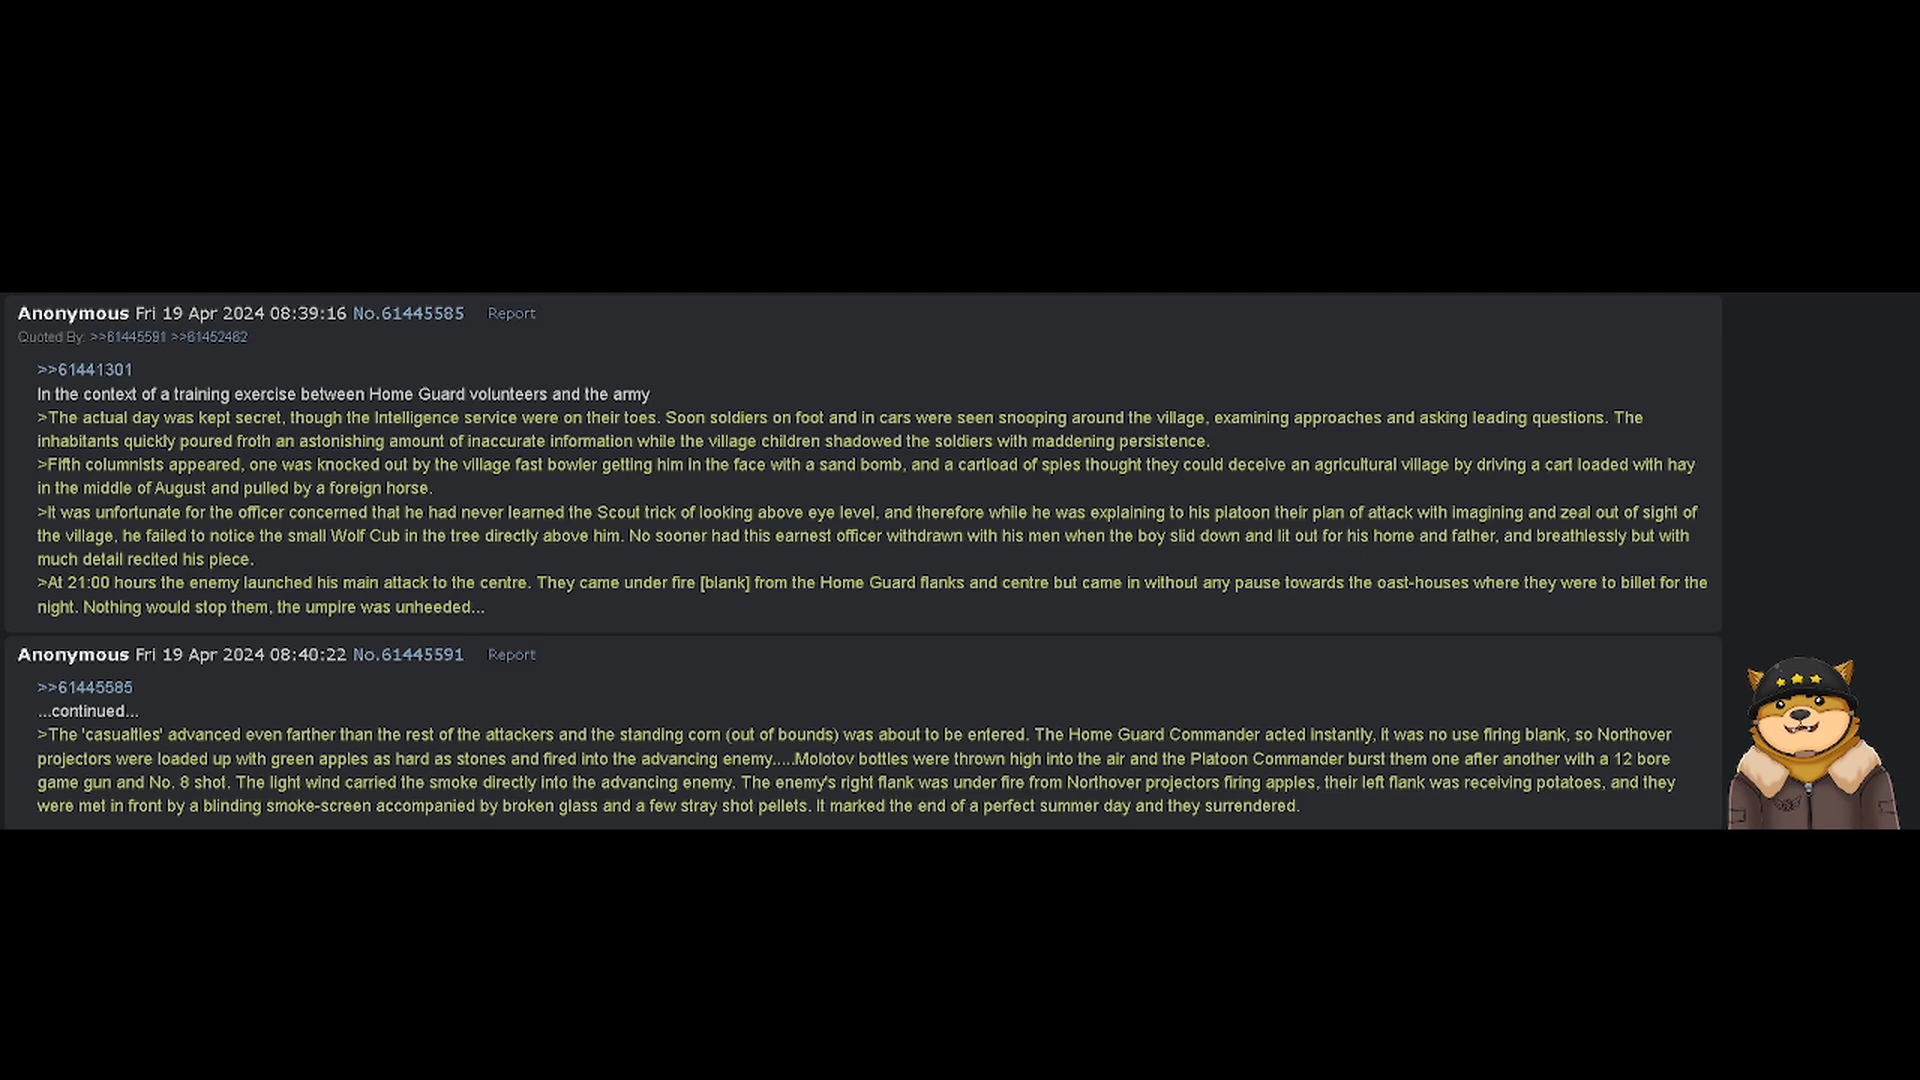 Anonymous Fri 19 Apr 2024 08:39:16 No.61445585 Report
Quoted By: >>61445591 >>61452462
>>61441301
In the context of a training exercise between Home Guard volunteers and the army
>The actual day was kept secret, though the Intelligence service were on their toes. Soon soldiers on foot and in cars were seen snooping around the village, examining approaches and asking leading questions. The
inhabitants quickly poured froth an astonishing amount of inaccurate information while the village children shadowed the soldiers with maddening persistence.
>Fifth columnists appeared, one was knocked out by the village fast bowler getting him in the face with a sand bomb, and a cartload of spies thought they could deceive an agricultural village by driving a cart loaded with hay
in the middle of August and pulled by a foreign horse.
>It was unfortunate for the officer concerned that he had never learned the Scout trick of looking above eye level, and therefore while he was explaining to his platoon their plan of attack with imagining and zeal out of sight of
the village, he failed to notice the small Wolf Cub in the tree directly above him. No sooner had this earnest officer withdrawn with his men when the boy slid down and lit out for his home and father, and breathlessly but with
much detail recited his piece.
>At 21:00 hours the enemy launched his main attack to the centre. They came under fire [blank] from the Home Guard flanks and centre but came in without any pause towards the oast-houses where they were to billet for the
night. Nothing would stop them, the umpire was unheeded...
Anonymous Fri 19 Apr 2024 08:40:22 No.61445591 Report
>>61445585
...continued...
>The 'casualties' advanced even farther than the rest of the attackers and the standing corn (out of bounds) was about to be entered. The Home Guard Commander acted instantly, it was no use firing blank, so Northover
projectors were loaded up with green apples as hard as stones and fired into the advancing enemy.....Molotov bottles were thrown high into the air and the Platoon Commander burst them one after another with a 12 bore
game gun and No. 8 shot. The light wind carried the smoke directly into the advancing enemy. The enemy's right flank was under fire from Northover projectors firing apples, their left flank was receiving potatoes, and they
were met in front by a blinding smoke-screen accompanied by broken glass and a few stray shot pellets. It marked the end of a perfect summer day and they surrendered.